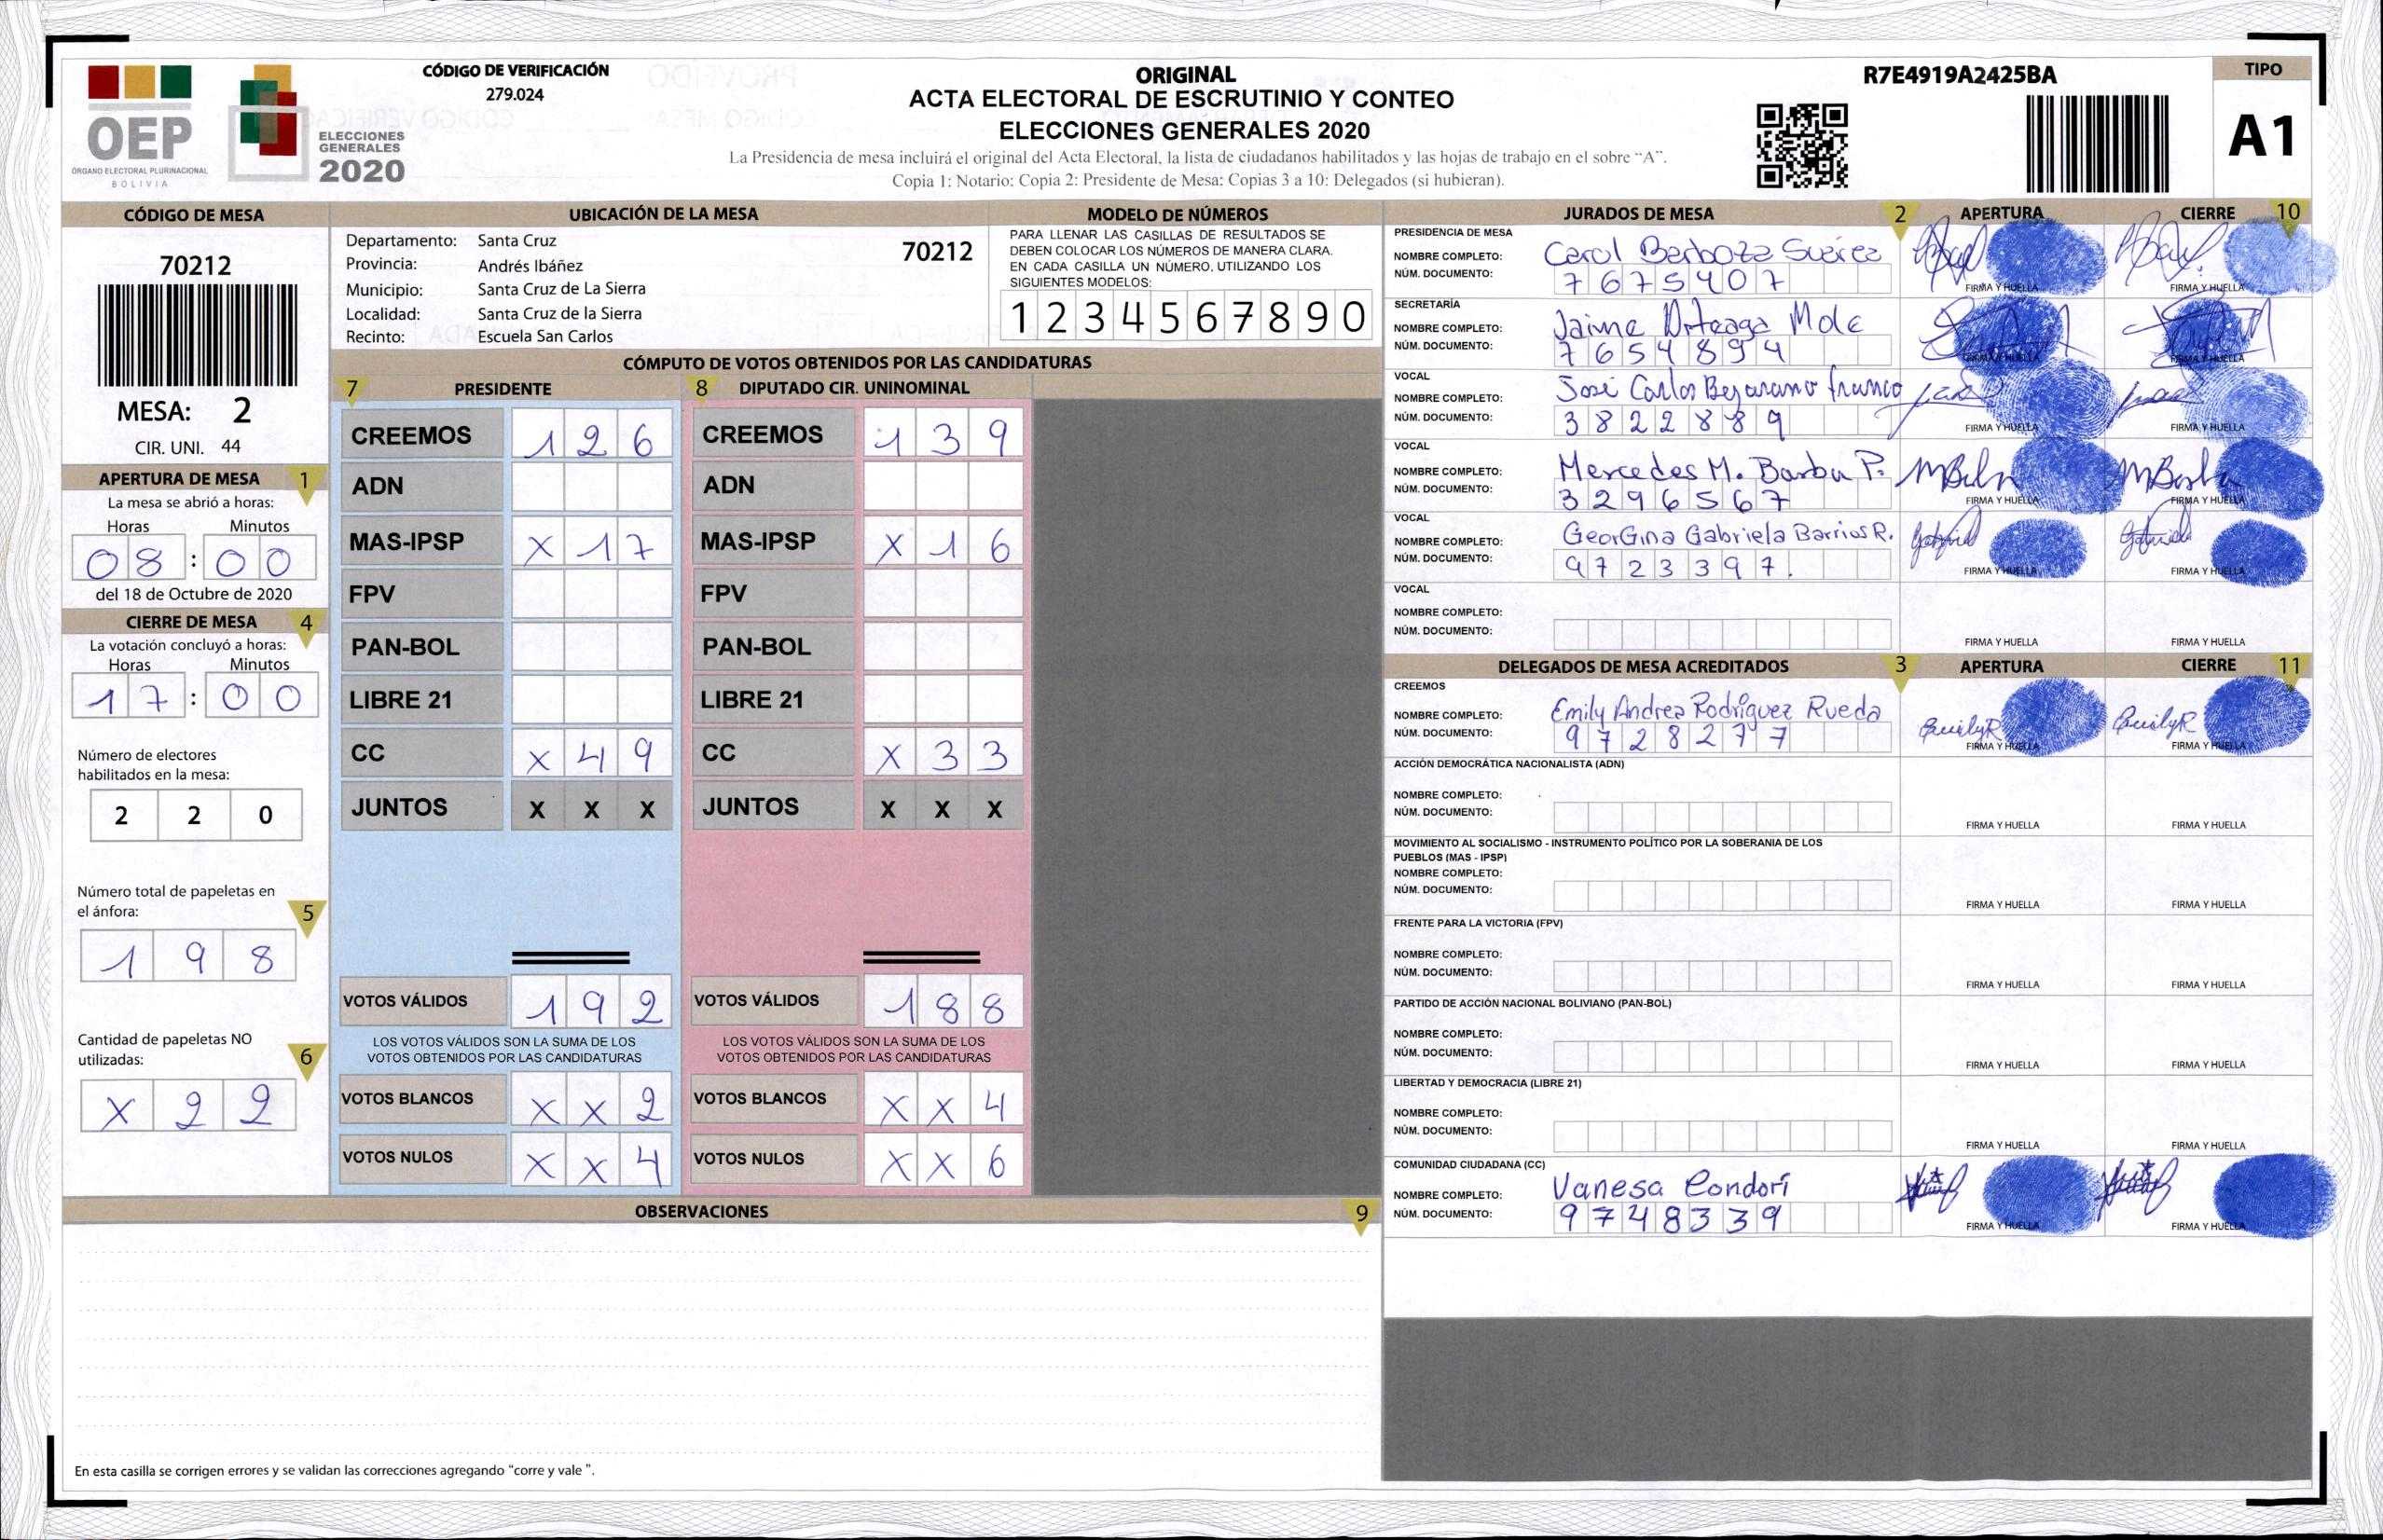 OEP
ÓRGANO ELECTORAL PLURINACIONAL
BOLIVIA
ELECCIONES
GENERALES
2020
CÓDIGO DE VERIFICACIÓN
279.024
ORIGINAL
ACTA ELECTORAL DE ESCRUTINIO Y CONTEO
ELECCIONES GENERALES 2020
La Presidencia de mesa incluirá el original del Acta Electoral, la lista de ciudadanos habilitados y las hojas de trabajo en el sobre “A”.
Copia 1: Notario: Copia 2: Presidente de Mesa: Copias 3 a 10: Delegados (si hubieran).
R7E4919A2425BA
TIPO
A1
CÓDIGO DE MESA
70212
MESA: 2
CIR. UNI. 44
APERTURA DE MESA 1
La mesa se abrió a horas:
Horas Minutos
08:00
del 18 de Octubre de 2020
CIERRE DE MESA 4
La votación concluyó a horas:
Horas Minutos
17:00
Número de electores
habilitados en la mesa:
2 2 0
Número total de papeletas en
el ánfora: 5
1 9 8
Cantidad de papeletas NO
utilizadas: 6
X 2 2
UBICACIÓN DE LA MESA
Departamento: Santa Cruz 70212
Provincia: Andrés Ibáñez
Municipio: Santa Cruz de La Sierra
Localidad: Santa Cruz de la Sierra
Recinto: Escuela San Carlos
MODELO DE NÚMEROS
PARA LLENAR LAS CASILLAS DE RESULTADOS SE
DEBEN COLOCAR LOS NÚMEROS DE MANERA CLARA.
EN CADA CASILLA UN NÚMERO, UTILIZANDO LOS
SIGUIENTES MODELOS:
1 2 3 4 5 6 7 8 9 0
CÓMPUTO DE VOTOS OBTENIDOS POR LAS CANDIDATURAS
7 PRESIDENTE
CREEMOS 1 2 6
ADN
MAS-IPSP X 1 7
FPV
PAN-BOL
LIBRE 21
CC X 4 9
JUNTOS X X X
VOTOS VÁLIDOS 1 9 2
LOS VOTOS VÁLIDOS SON LA SUMA DE LOS
VOTOS OBTENIDOS POR LAS CANDIDATURAS
VOTOS BLANCOS X X 2
VOTOS NULOS X X 4
8 DIPUTADO CIR. UNINOMINAL
CREEMOS 1 3 9
ADN
MAS-IPSP X 1 6
FPV
PAN-BOL
LIBRE 21
CC X 3 3
JUNTOS X X X
VOTOS VÁLIDOS 1 8 8
LOS VOTOS VÁLIDOS SON LA SUMA DE LOS
VOTOS OBTENIDOS POR LAS CANDIDATURAS
VOTOS BLANCOS X X 4
VOTOS NULOS X X 6
OBSERVACIONES 9
En esta casilla se corrigen errores y se validan las correcciones agregando “corre y vale ”.
JURADOS DE MESA 2 APERTURA CIERRE 10
PRESIDENCIA DE MESA
NOMBRE COMPLETO: Carol Barboza Suárez
NÚM. DOCUMENTO: 7675407
FIRMA Y HUELLA FIRMA Y HUELLA
SECRETARÍA
NOMBRE COMPLETO: Jaime Arteaga Mole
NÚM. DOCUMENTO: 7654894
FIRMA Y HUELLA FIRMA Y HUELLA
VOCAL
NOMBRE COMPLETO: José Carlos Bejarano franco
NÚM. DOCUMENTO: 3822889
FIRMA Y HUELLA FIRMA Y HUELLA
VOCAL
NOMBRE COMPLETO: Mercedes M. Barba P.
NÚM. DOCUMENTO: 3296567
FIRMA Y HUELLA FIRMA Y HUELLA
VOCAL
NOMBRE COMPLETO: GeorGina Gabriela Barrios R.
NÚM. DOCUMENTO: 9723397.
FIRMA Y HUELLA FIRMA Y HUELLA
VOCAL
NOMBRE COMPLETO:
NÚM. DOCUMENTO:
FIRMA Y HUELLA FIRMA Y HUELLA
DELEGADOS DE MESA ACREDITADOS 3 APERTURA CIERRE 11
CREEMOS
NOMBRE COMPLETO: Emily Andrea Rodríguez Rueda
NÚM. DOCUMENTO: 9728277
FIRMA Y HUELLA FIRMA Y HUELLA
ACCIÓN DEMOCRÁTICA NACIONALISTA (ADN)
NOMBRE COMPLETO:
NÚM. DOCUMENTO:
FIRMA Y HUELLA FIRMA Y HUELLA
MOVIMIENTO AL SOCIALISMO - INSTRUMENTO POLÍTICO POR LA SOBERANIA DE LOS
PUEBLOS (MAS - IPSP)
NOMBRE COMPLETO:
NÚM. DOCUMENTO:
FIRMA Y HUELLA FIRMA Y HUELLA
FRENTE PARA LA VICTORIA (FPV)
NOMBRE COMPLETO:
NÚM. DOCUMENTO:
FIRMA Y HUELLA FIRMA Y HUELLA
PARTIDO DE ACCIÓN NACIONAL BOLIVIANO (PAN-BOL)
NOMBRE COMPLETO:
NÚM. DOCUMENTO:
FIRMA Y HUELLA FIRMA Y HUELLA
LIBERTAD Y DEMOCRACIA (LIBRE 21)
NOMBRE COMPLETO:
NÚM. DOCUMENTO:
FIRMA Y HUELLA FIRMA Y HUELLA
COMUNIDAD CIUDADANA (CC)
NOMBRE COMPLETO: Vanesa Condori
NÚM. DOCUMENTO: 9748339
FIRMA Y HUELLA FIRMA Y HUELLA